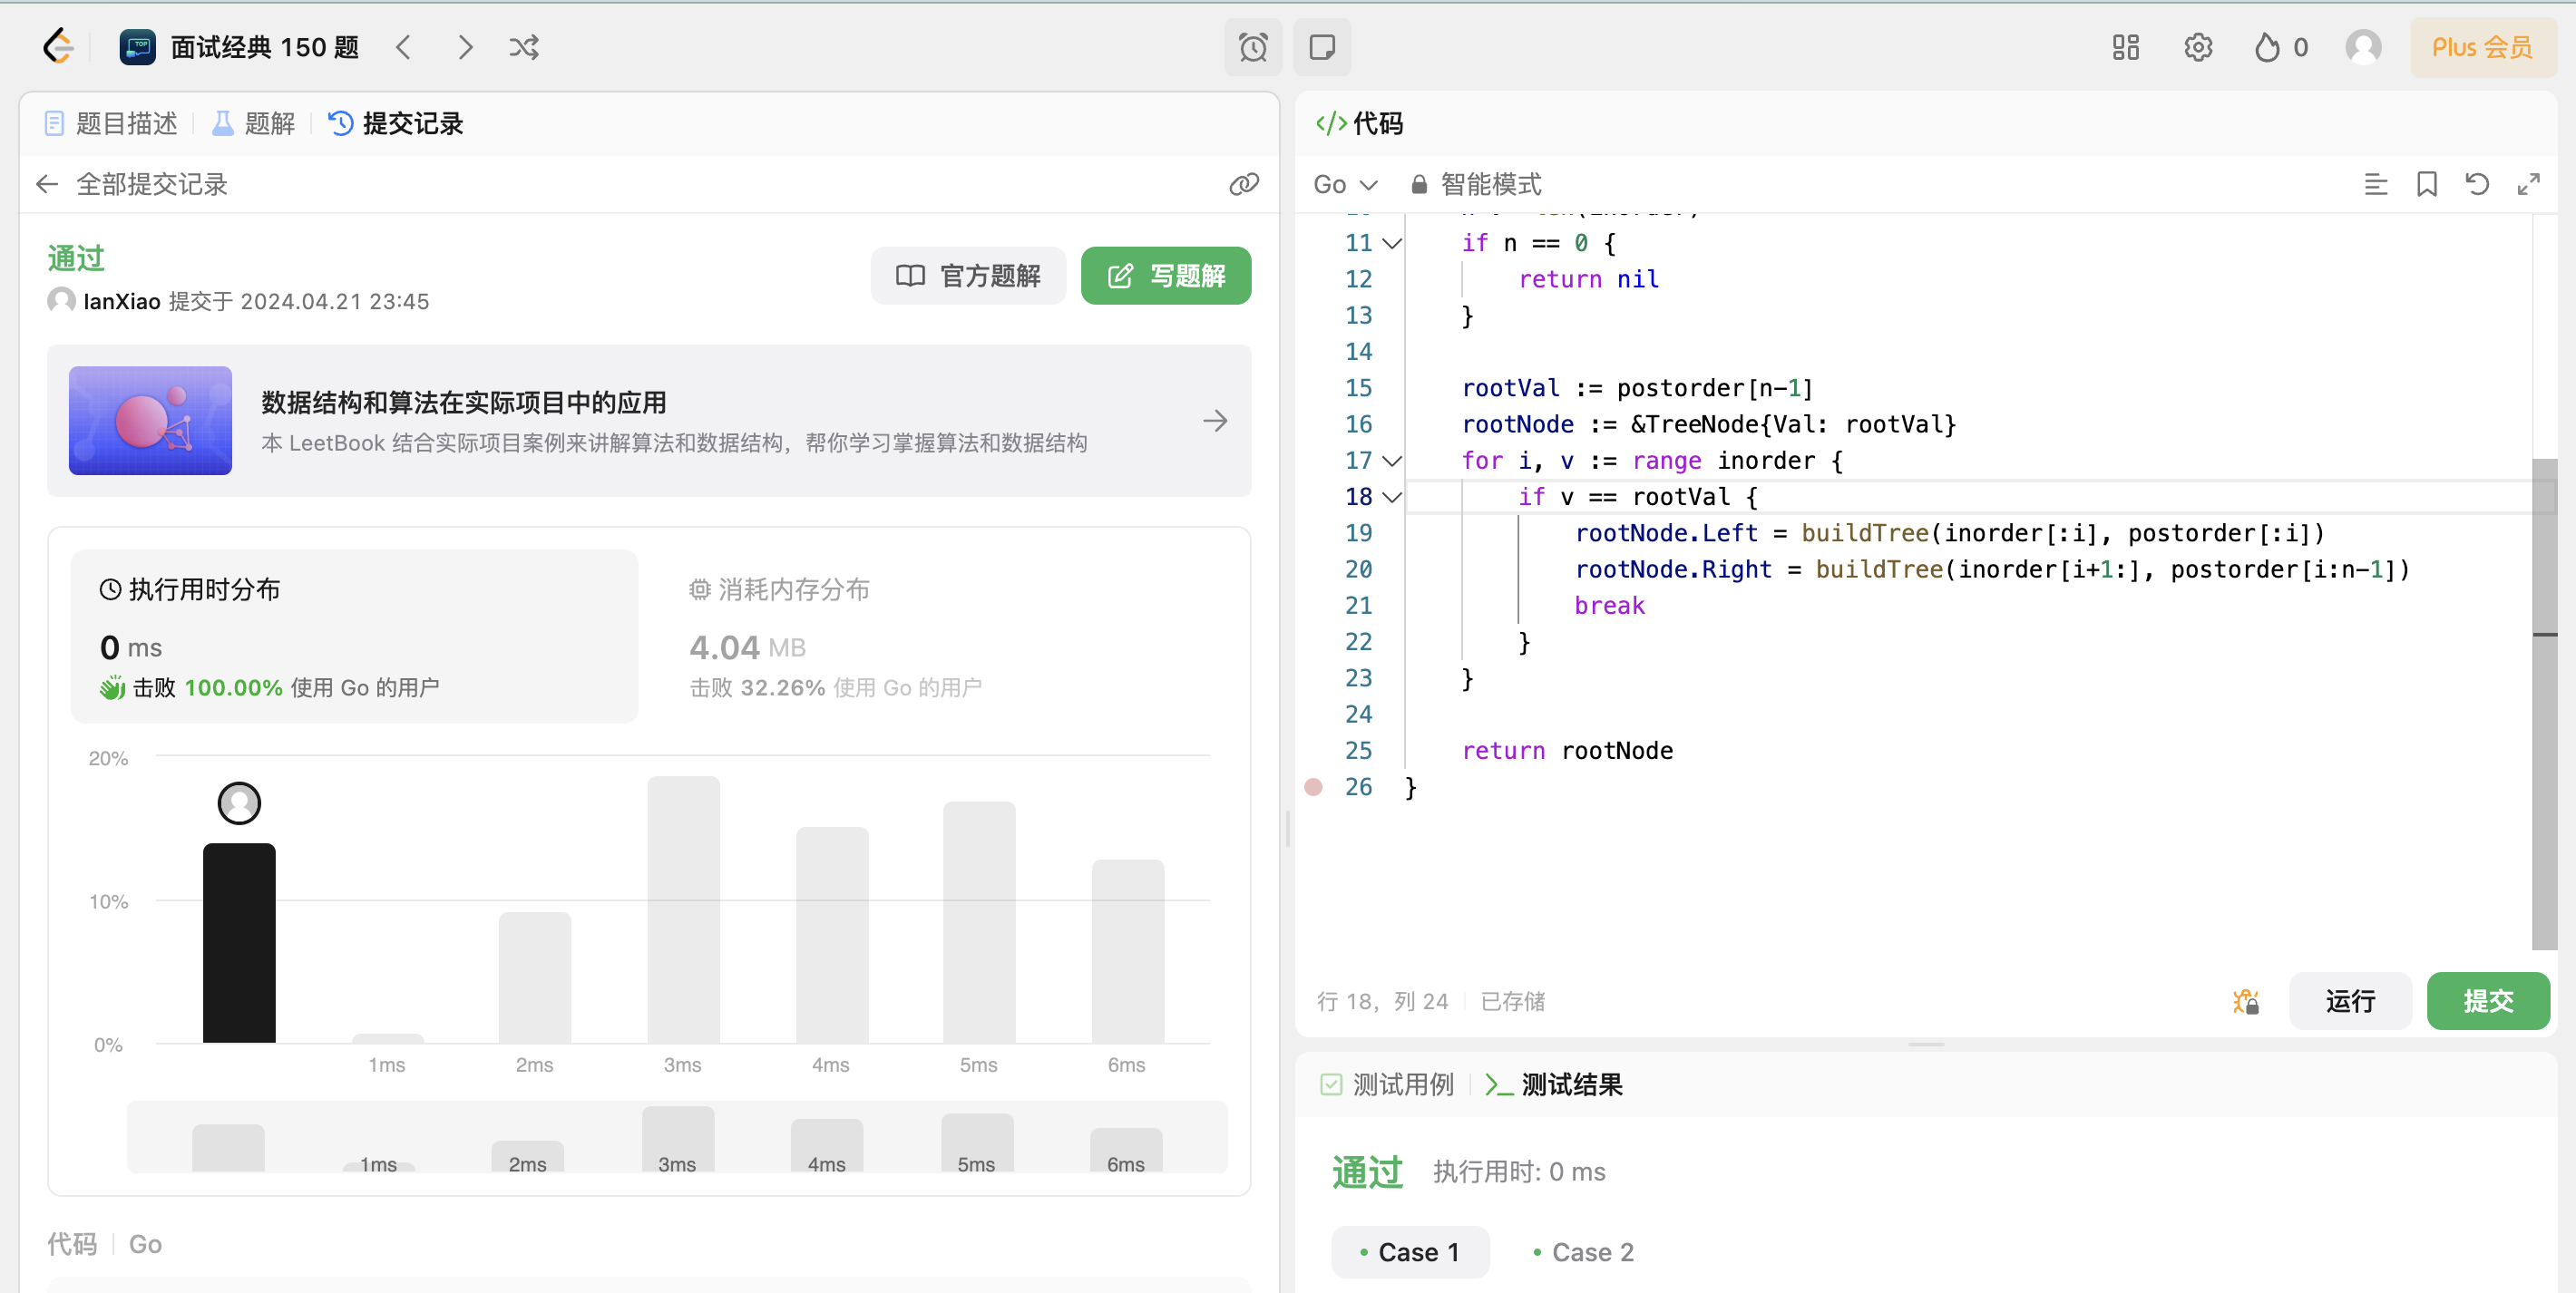 面试经典 150 题
0
Plus 会员
题目描述
题解
提交记录
全部提交记录
通过
IanXiao 提交于 2024.04.21 23:45
官方题解
写题解
数据结构和算法在实际项目中的应用
本 LeetBook 结合实际项目案例来讲解算法和数据结构，帮你学习掌握算法和数据结构
执行用时分布
0 ms
击败 100.00% 使用 Go 的用户
消耗内存分布
4.04 MB
击败 32.26% 使用 Go 的用户
20%
10%
0%
1ms 2ms 3ms 4ms 5ms 6ms
1ms 2ms 3ms 4ms 5ms 6ms
代码 Go
</>代码
Go 智能模式
11 if n == 0 {
12 return nil
13 }
14
15 rootVal := postorder[n-1]
16 rootNode := &TreeNode{Val: rootVal}
17 for i, v := range inorder {
18 if v == rootVal {
19 rootNode.Left = buildTree(inorder[:i], postorder[:i])
20 rootNode.Right = buildTree(inorder[i+1:], postorder[i:n-1])
21 break
22 }
23 }
24
25 return rootNode
26 }
行 18，列 24 已存储
运行
提交
测试用例
测试结果
通过 执行用时: 0 ms
Case 1
Case 2